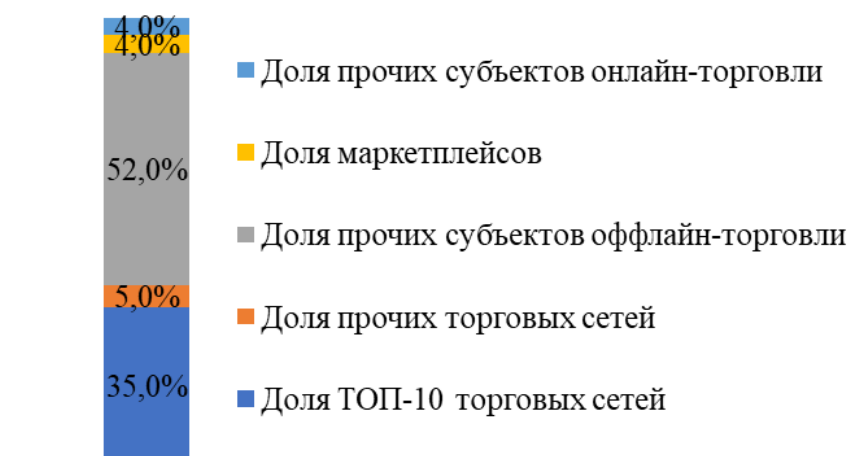 4,0%
4,0%
52,0%
5,0%
35,0%
Доля прочих субъектов онлайн-торговли
Доля маркетплейсов
Доля прочих субъектов оффлайн-торговли
Доля прочих торговых сетей
Доля ТОП-10 торговых сетей